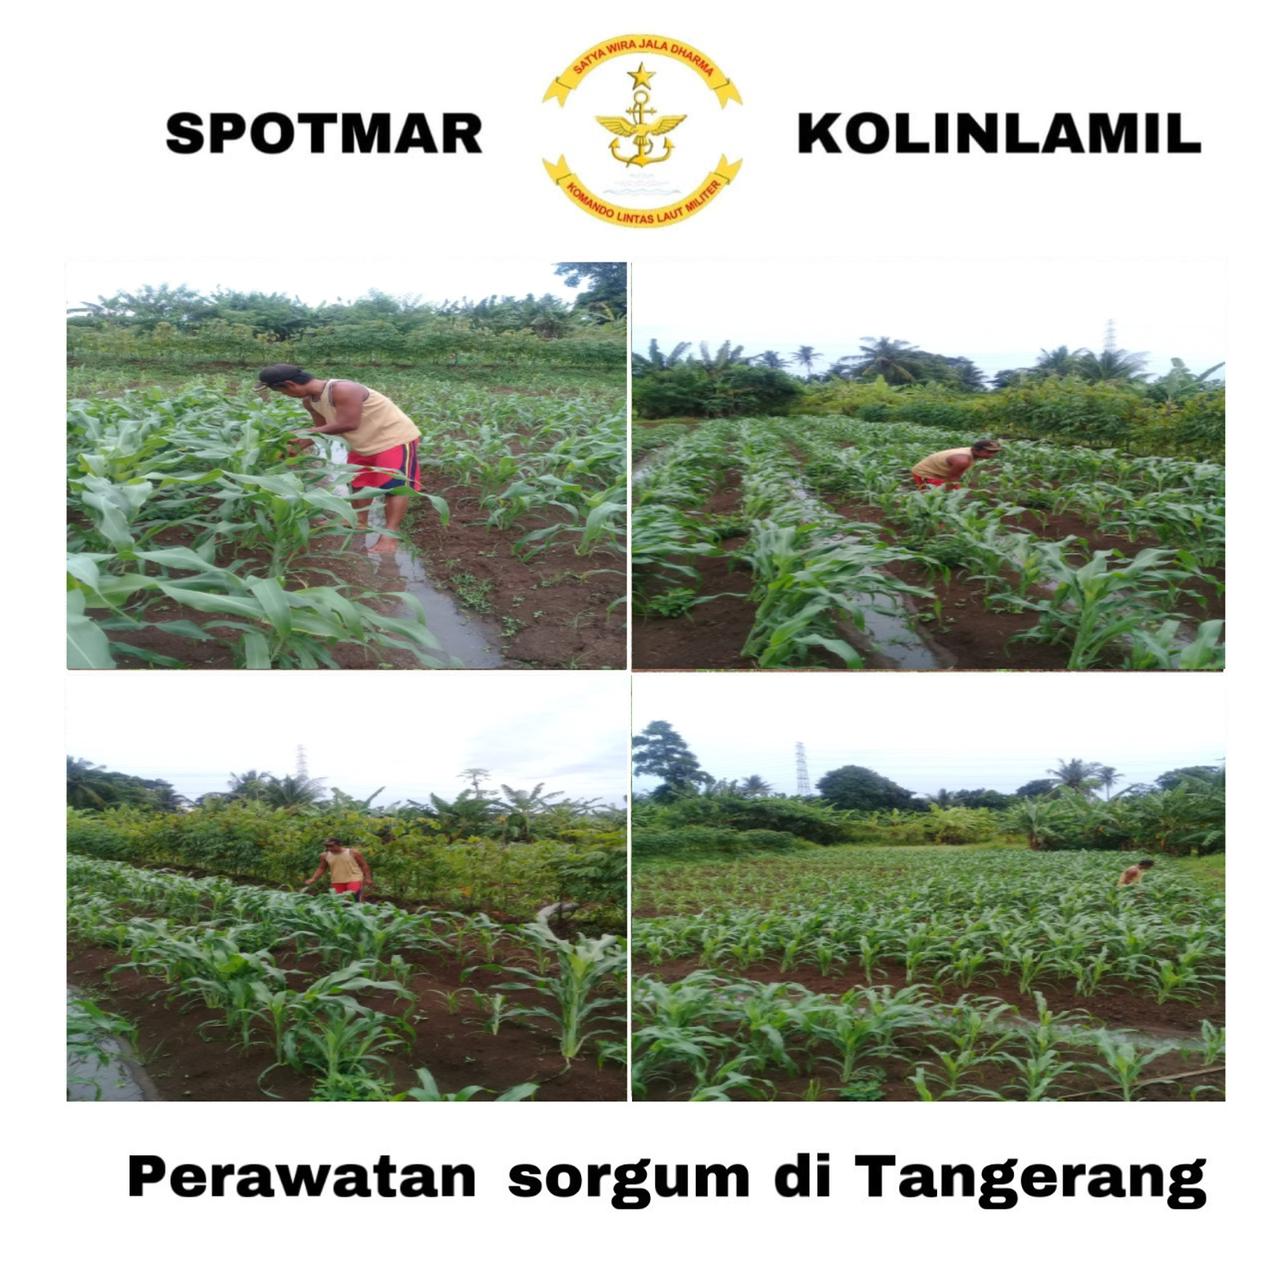 SATYA WIRA JALA DHARMA
SPOTMAR
KOLINLAMIL
KOMANDO LINTAS LAUT MILITER
Perawatan sorgum di Tangerang